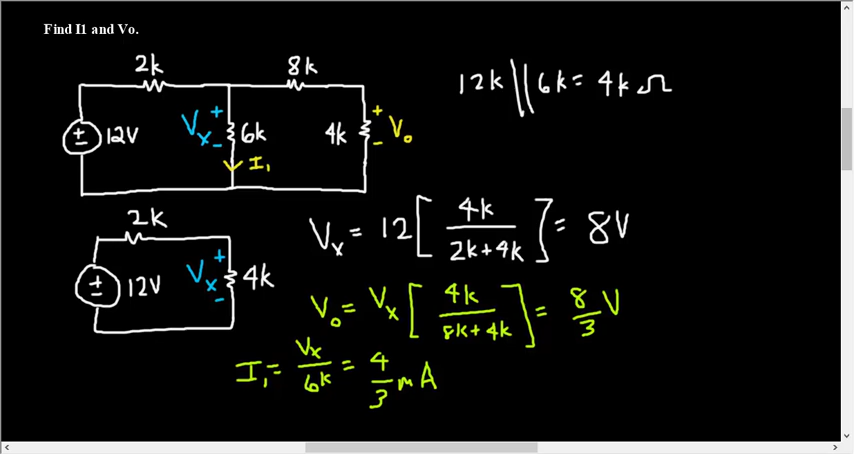 Find I1 and Vo.
2k 8k
12k || 6k = 4k Ω
+ − 12V Vx + − 6k 4k + − Vo
I1
Vx = 12 [ 4k / (2k + 4k) ] = 8V
2k
+ − 12V Vx + − 4k
Vo = Vx [ 4k / (8k + 4k) ] = 8/3 V
I1 = Vx / 6k = 4/3 mA